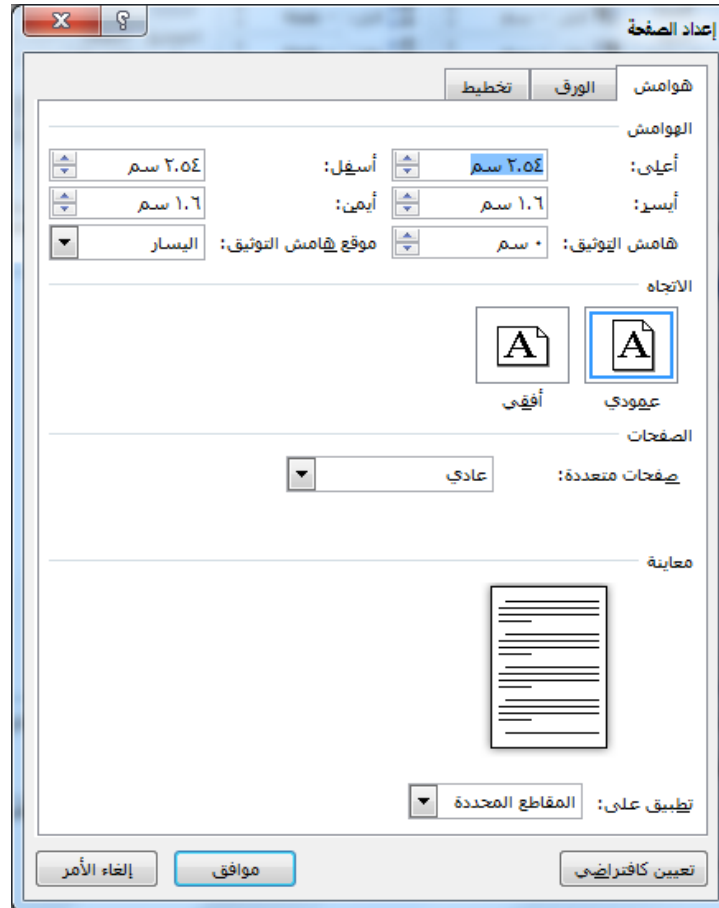 إعداد الصفحة
هوامش الورق تخطيط
الهوامش
أعلى: ٢.٥٤ سم أسفل: ٢.٥٤ سم
أيسر: ١.٦ سم أيمن: ١.٦ سم
هامش التوثيق: ٠ سم موقع هامش التوثيق: اليسار
الاتجاه
A A
عمودي أفقي
الصفحات
صفحات متعددة: عادي
معاينة
تطبيق على: المقاطع المحددة
تعيين كافتراضي موافق إلغاء الأمر